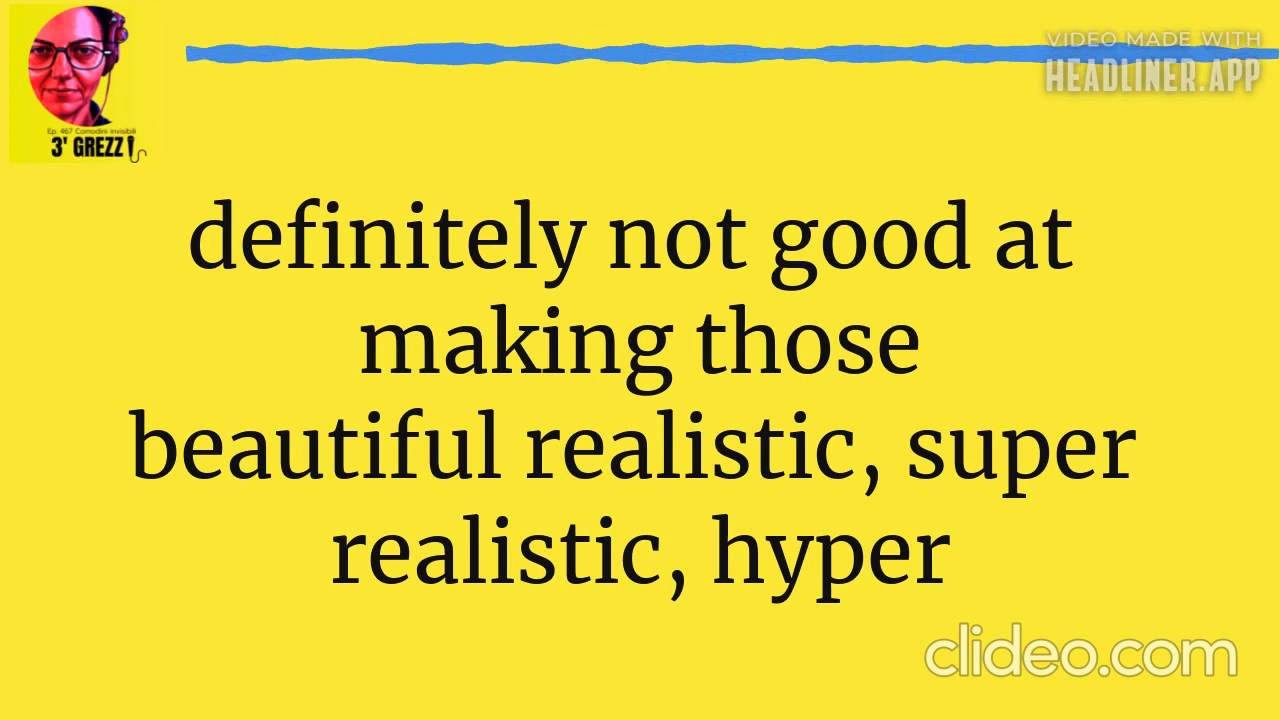 VIDEO MADE WITH
HEADLINER.APP
Ep. 467 Comodini invisibili
3' GREZZI
definitely not good at
making those
beautiful realistic, super
realistic, hyper
clideo.com